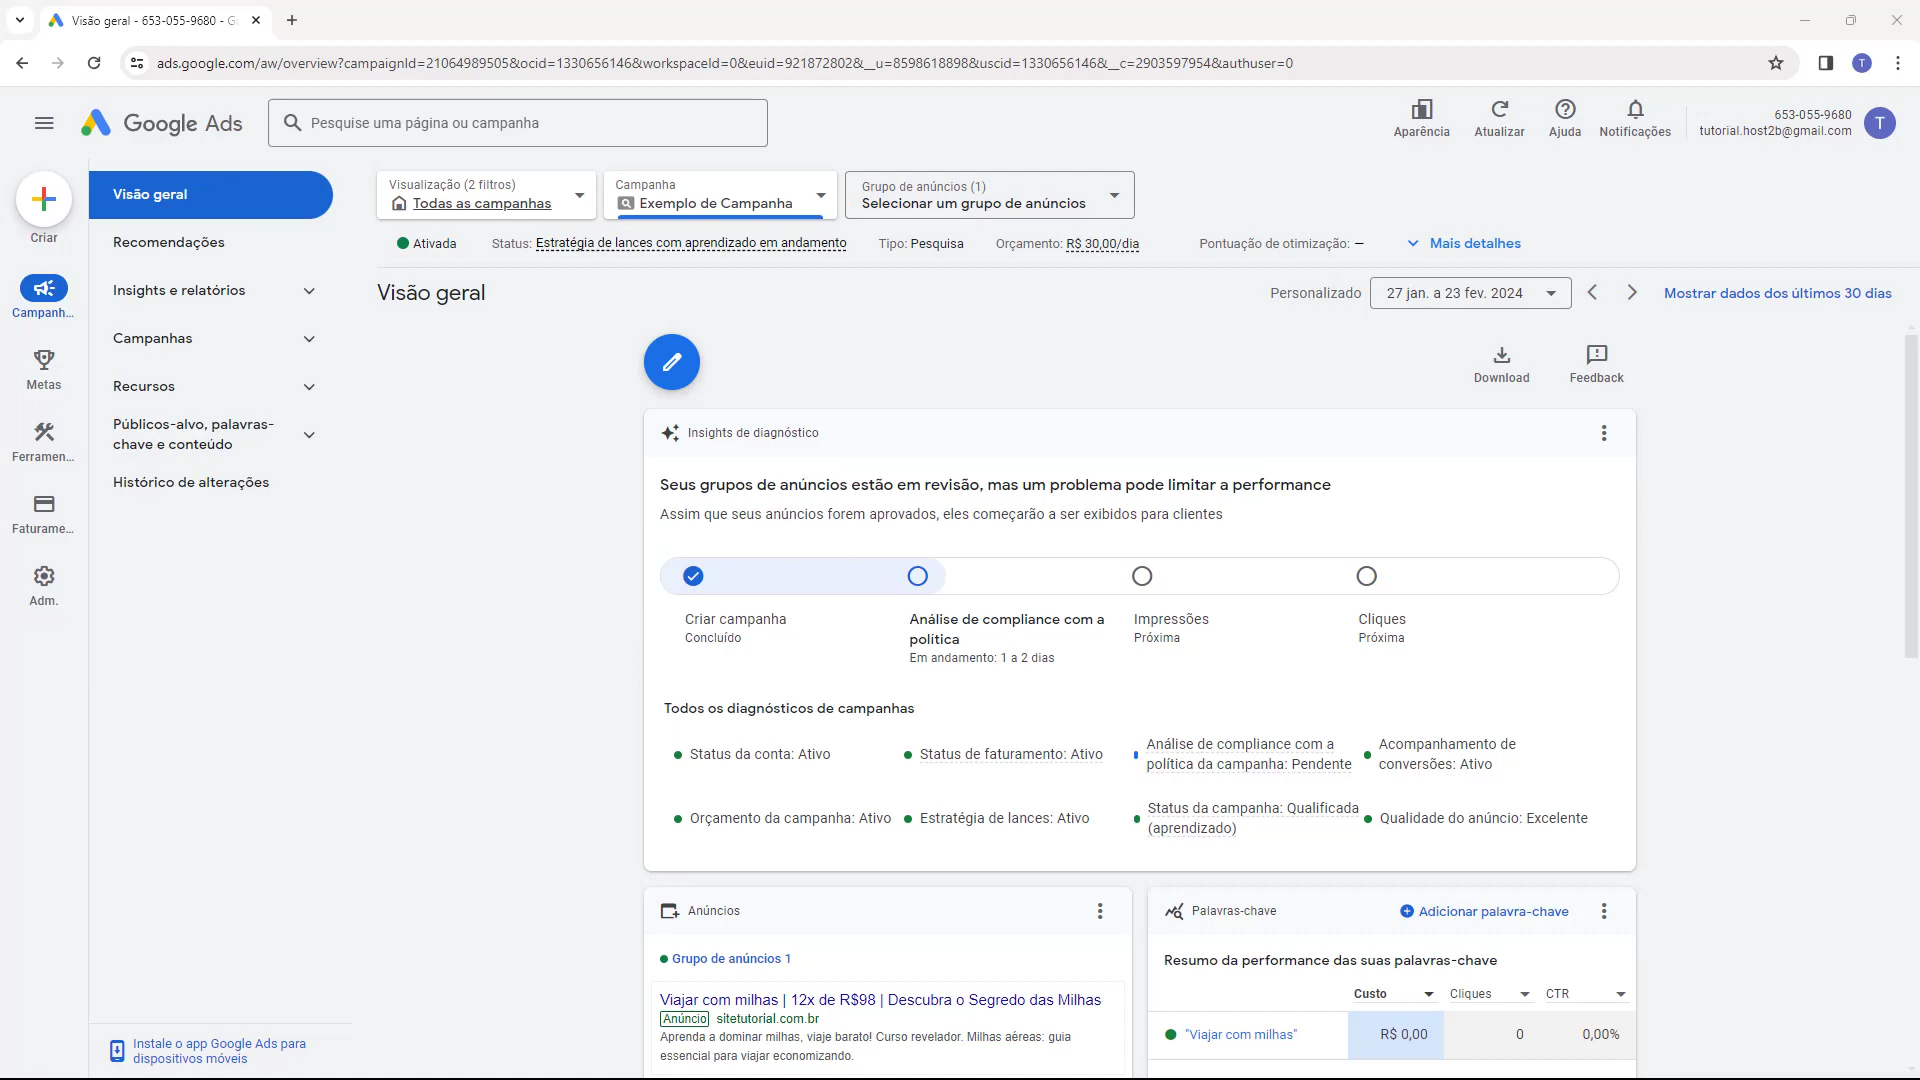 Visão geral - 653-055-9680 - G
ads.google.com/aw/overview?campaignId=21064989505&ocid=1330656146&workspaceId=0&euid=921872802&__u=8598618898&uscid=1330656146&__c=2903597954&authuser=0
T
Google Ads
Pesquise uma página ou campanha
Aparência
Atualizar
Ajuda
Notificações
653-055-9680
tutorial.host2b@gmail.com
T
Criar
Campanh...
Metas
Ferramen...
Faturame...
Adm.
Visão geral
Recomendações
Insights e relatórios
Campanhas
Recursos
Públicos-alvo, palavras-
chave e conteúdo
Histórico de alterações
Instale o app Google Ads para
dispositivos móveis
Visualização (2 filtros)
Todas as campanhas
Campanha
Exemplo de Campanha
Grupo de anúncios (1)
Selecionar um grupo de anúncios
Ativada
Status: Estratégia de lances com aprendizado em andamento
Tipo: Pesquisa
Orçamento: R$ 30,00/dia
Pontuação de otimização: –
Mais detalhes
Visão geral
Personalizado
27 jan. a 23 fev. 2024
Mostrar dados dos últimos 30 dias
Download
Feedback
Insights de diagnóstico
Seus grupos de anúncios estão em revisão, mas um problema pode limitar a performance
Assim que seus anúncios forem aprovados, eles começarão a ser exibidos para clientes
Criar campanha
Concluído
Análise de compliance com a
política
Em andamento: 1 a 2 dias
Impressões
Próxima
Cliques
Próxima
Todos os diagnósticos de campanhas
Status da conta: Ativo
Status de faturamento: Ativo
Análise de compliance com a
política da campanha: Pendente
Acompanhamento de
conversões: Ativo
Orçamento da campanha: Ativo
Estratégia de lances: Ativo
Status da campanha: Qualificada
(aprendizado)
Qualidade do anúncio: Excelente
Anúncios
Grupo de anúncios 1
Viajar com milhas | 12x de R$98 | Descubra o Segredo das Milhas
Anúncio sitetutorial.com.br
Aprenda a dominar milhas, viaje barato! Curso revelador. Milhas aéreas: guia
essencial para viajar economizando.
Palavras-chave
Adicionar palavra-chave
Resumo da performance das suas palavras-chave
Custo
Cliques
CTR
"Viajar com milhas"
R$ 0,00
0
0,00%